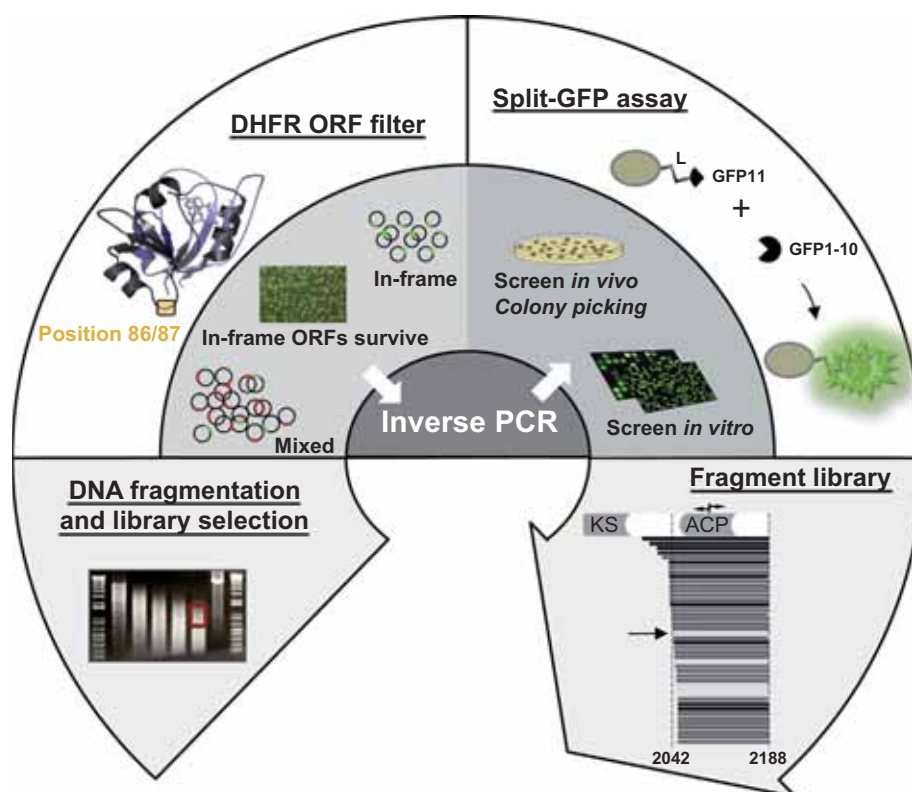 DHFR ORF filter
Position 86/87
In-frame
In-frame ORFs survive
Mixed
Inverse PCR
Split-GFP assay
L
GFP11
+
GFP1-10
Screen in vivo
Colony picking
Screen in vitro
DNA fragmentation
and library selection
Fragment library
KS
ACP
2042
2188